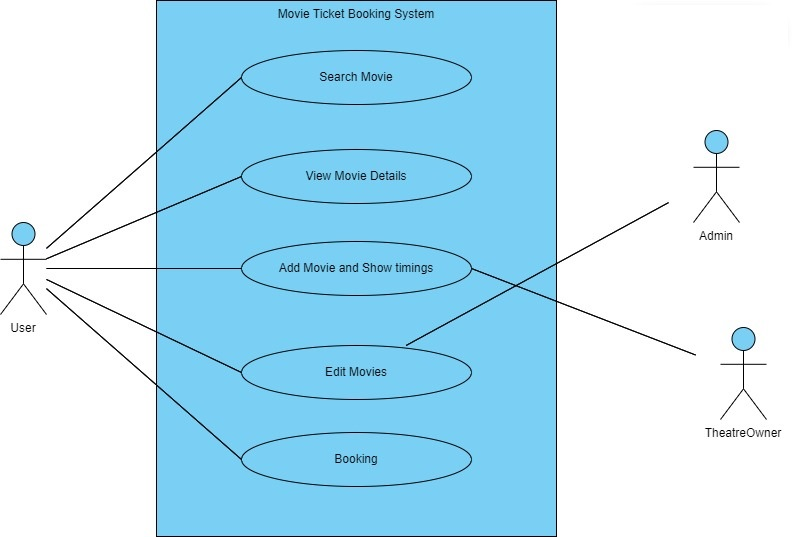 Movie Ticket Booking System
Search Movie
View Movie Details
Add Movie and Show timings
Edit Movies
Booking
User
Admin
TheatreOwner